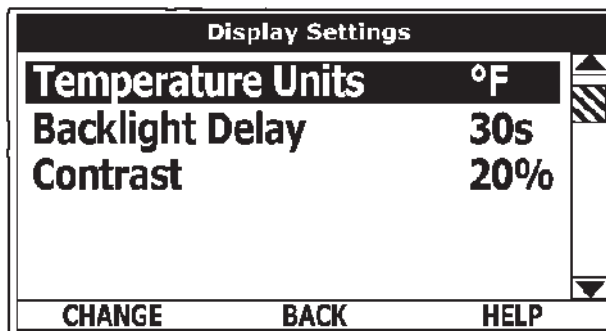 Display Settings
Temperature Units °F
Backlight Delay 30s
Contrast 20%
CHANGE BACK HELP